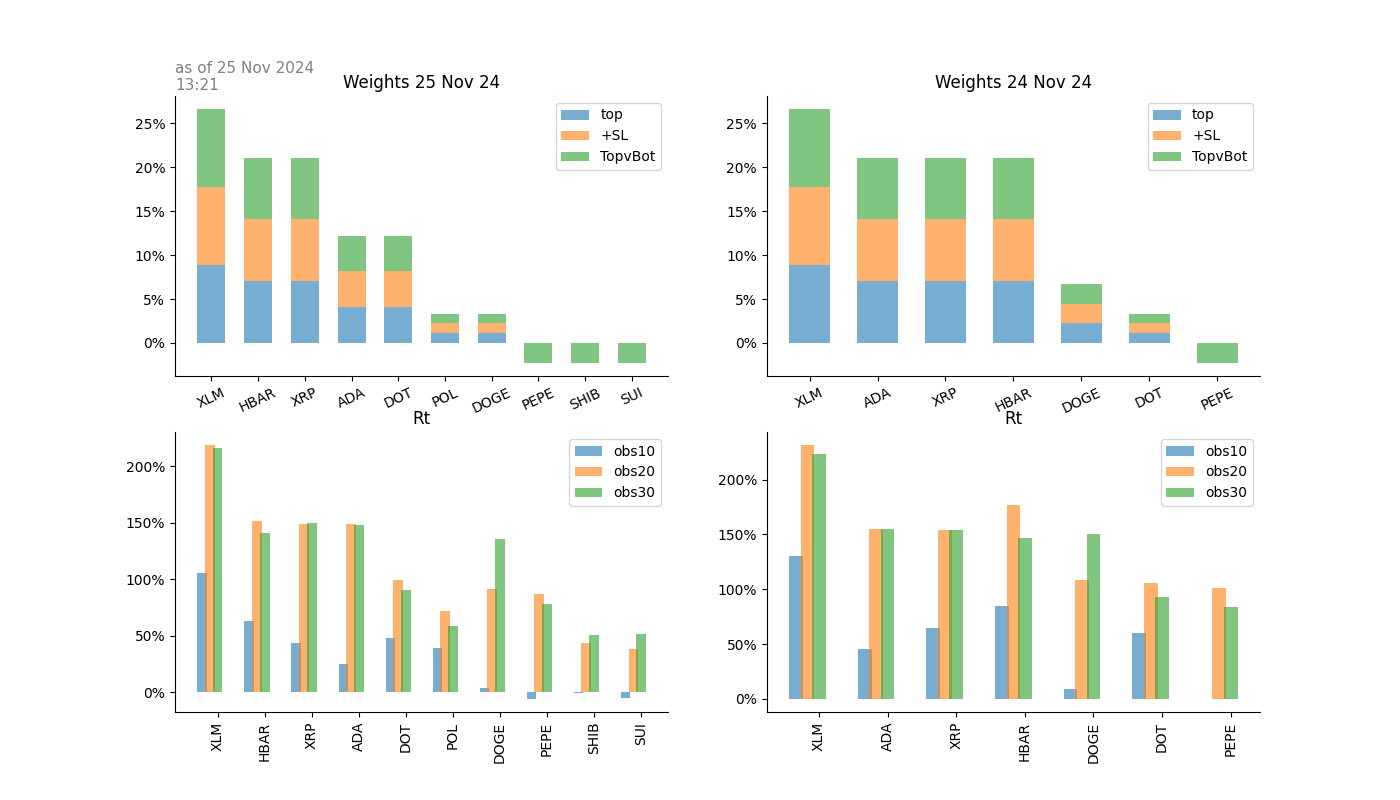 as of 25 Nov 2024
13:21
Weights 25 Nov 24
25%
20%
15%
10%
5%
0%
top
+SL
TopvBot
XLM HBAR XRP ADA DOT POL DOGE PEPE SHIB SUI
Weights 24 Nov 24
25%
20%
15%
10%
5%
0%
top
+SL
TopvBot
XLM ADA XRP HBAR DOGE DOT PEPE
Rt
200%
150%
100%
50%
0%
obs10
obs20
obs30
XLM HBAR XRP ADA DOT POL DOGE PEPE SHIB SUI
Rt
200%
150%
100%
50%
0%
obs10
obs20
obs30
XLM ADA XRP HBAR DOGE DOT PEPE